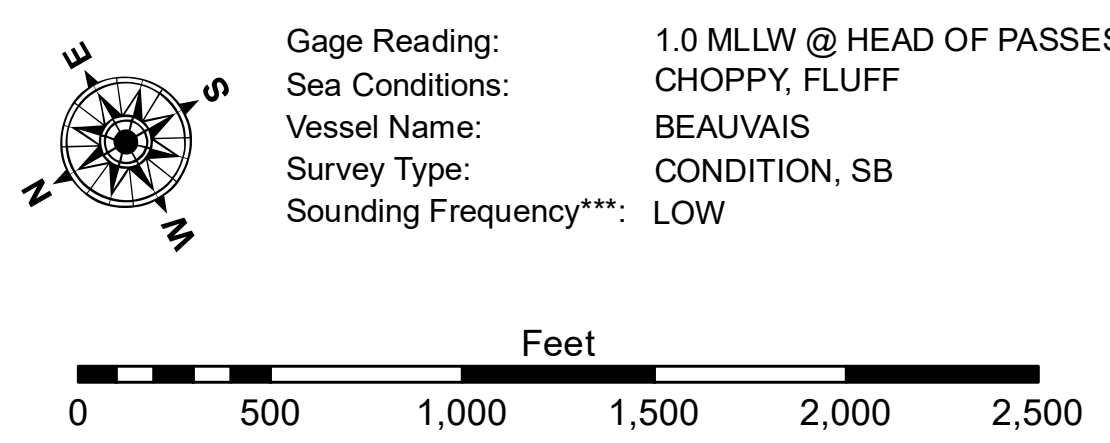 E
S
N
W
Gage Reading: 1.0 MLLW @ HEAD OF PASSES
Sea Conditions: CHOPPY, FLUFF
Vessel Name: BEAUVAIS
Survey Type: CONDITION, SB
Sounding Frequency***: LOW
Feet
0 500 1,000 1,500 2,000 2,500